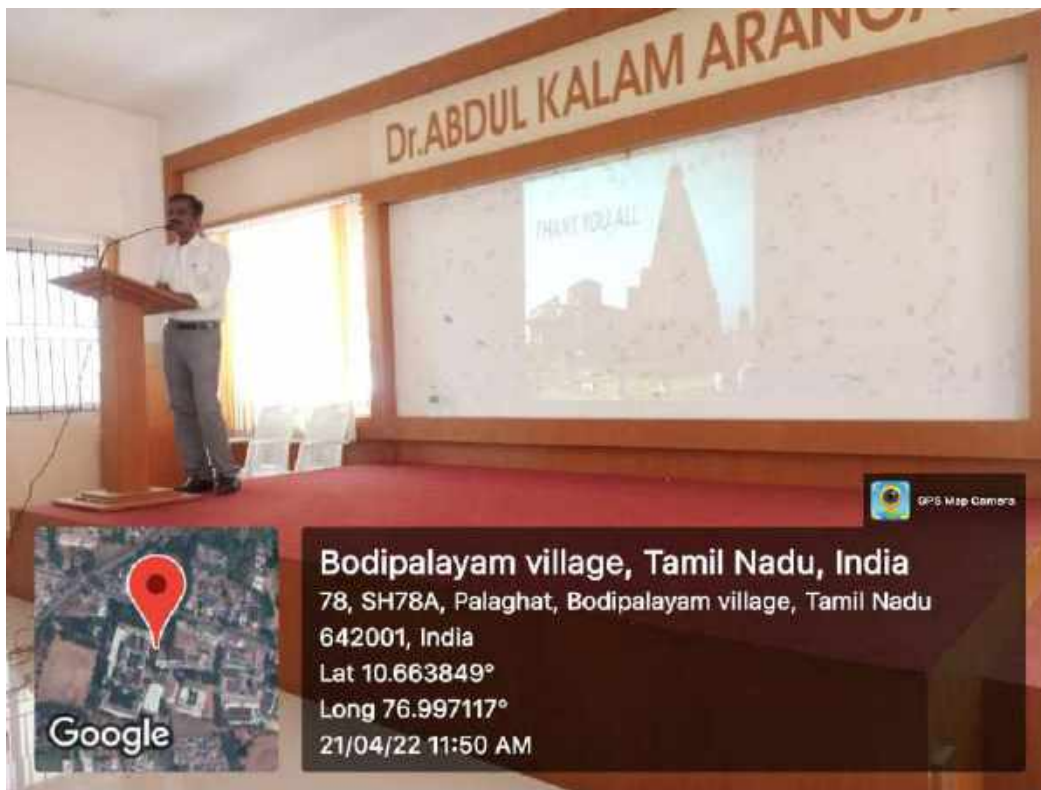 Dr.ABDUL KALAM ARANGA
THANK YOU ALL
GPS Map Camera
Bodipalayam village, Tamil Nadu, India
78, SH78A, Palaghat, Bodipalayam village, Tamil Nadu
642001, India
Lat 10.663849°
Long 76.997117°
21/04/22 11:50 AM
Google